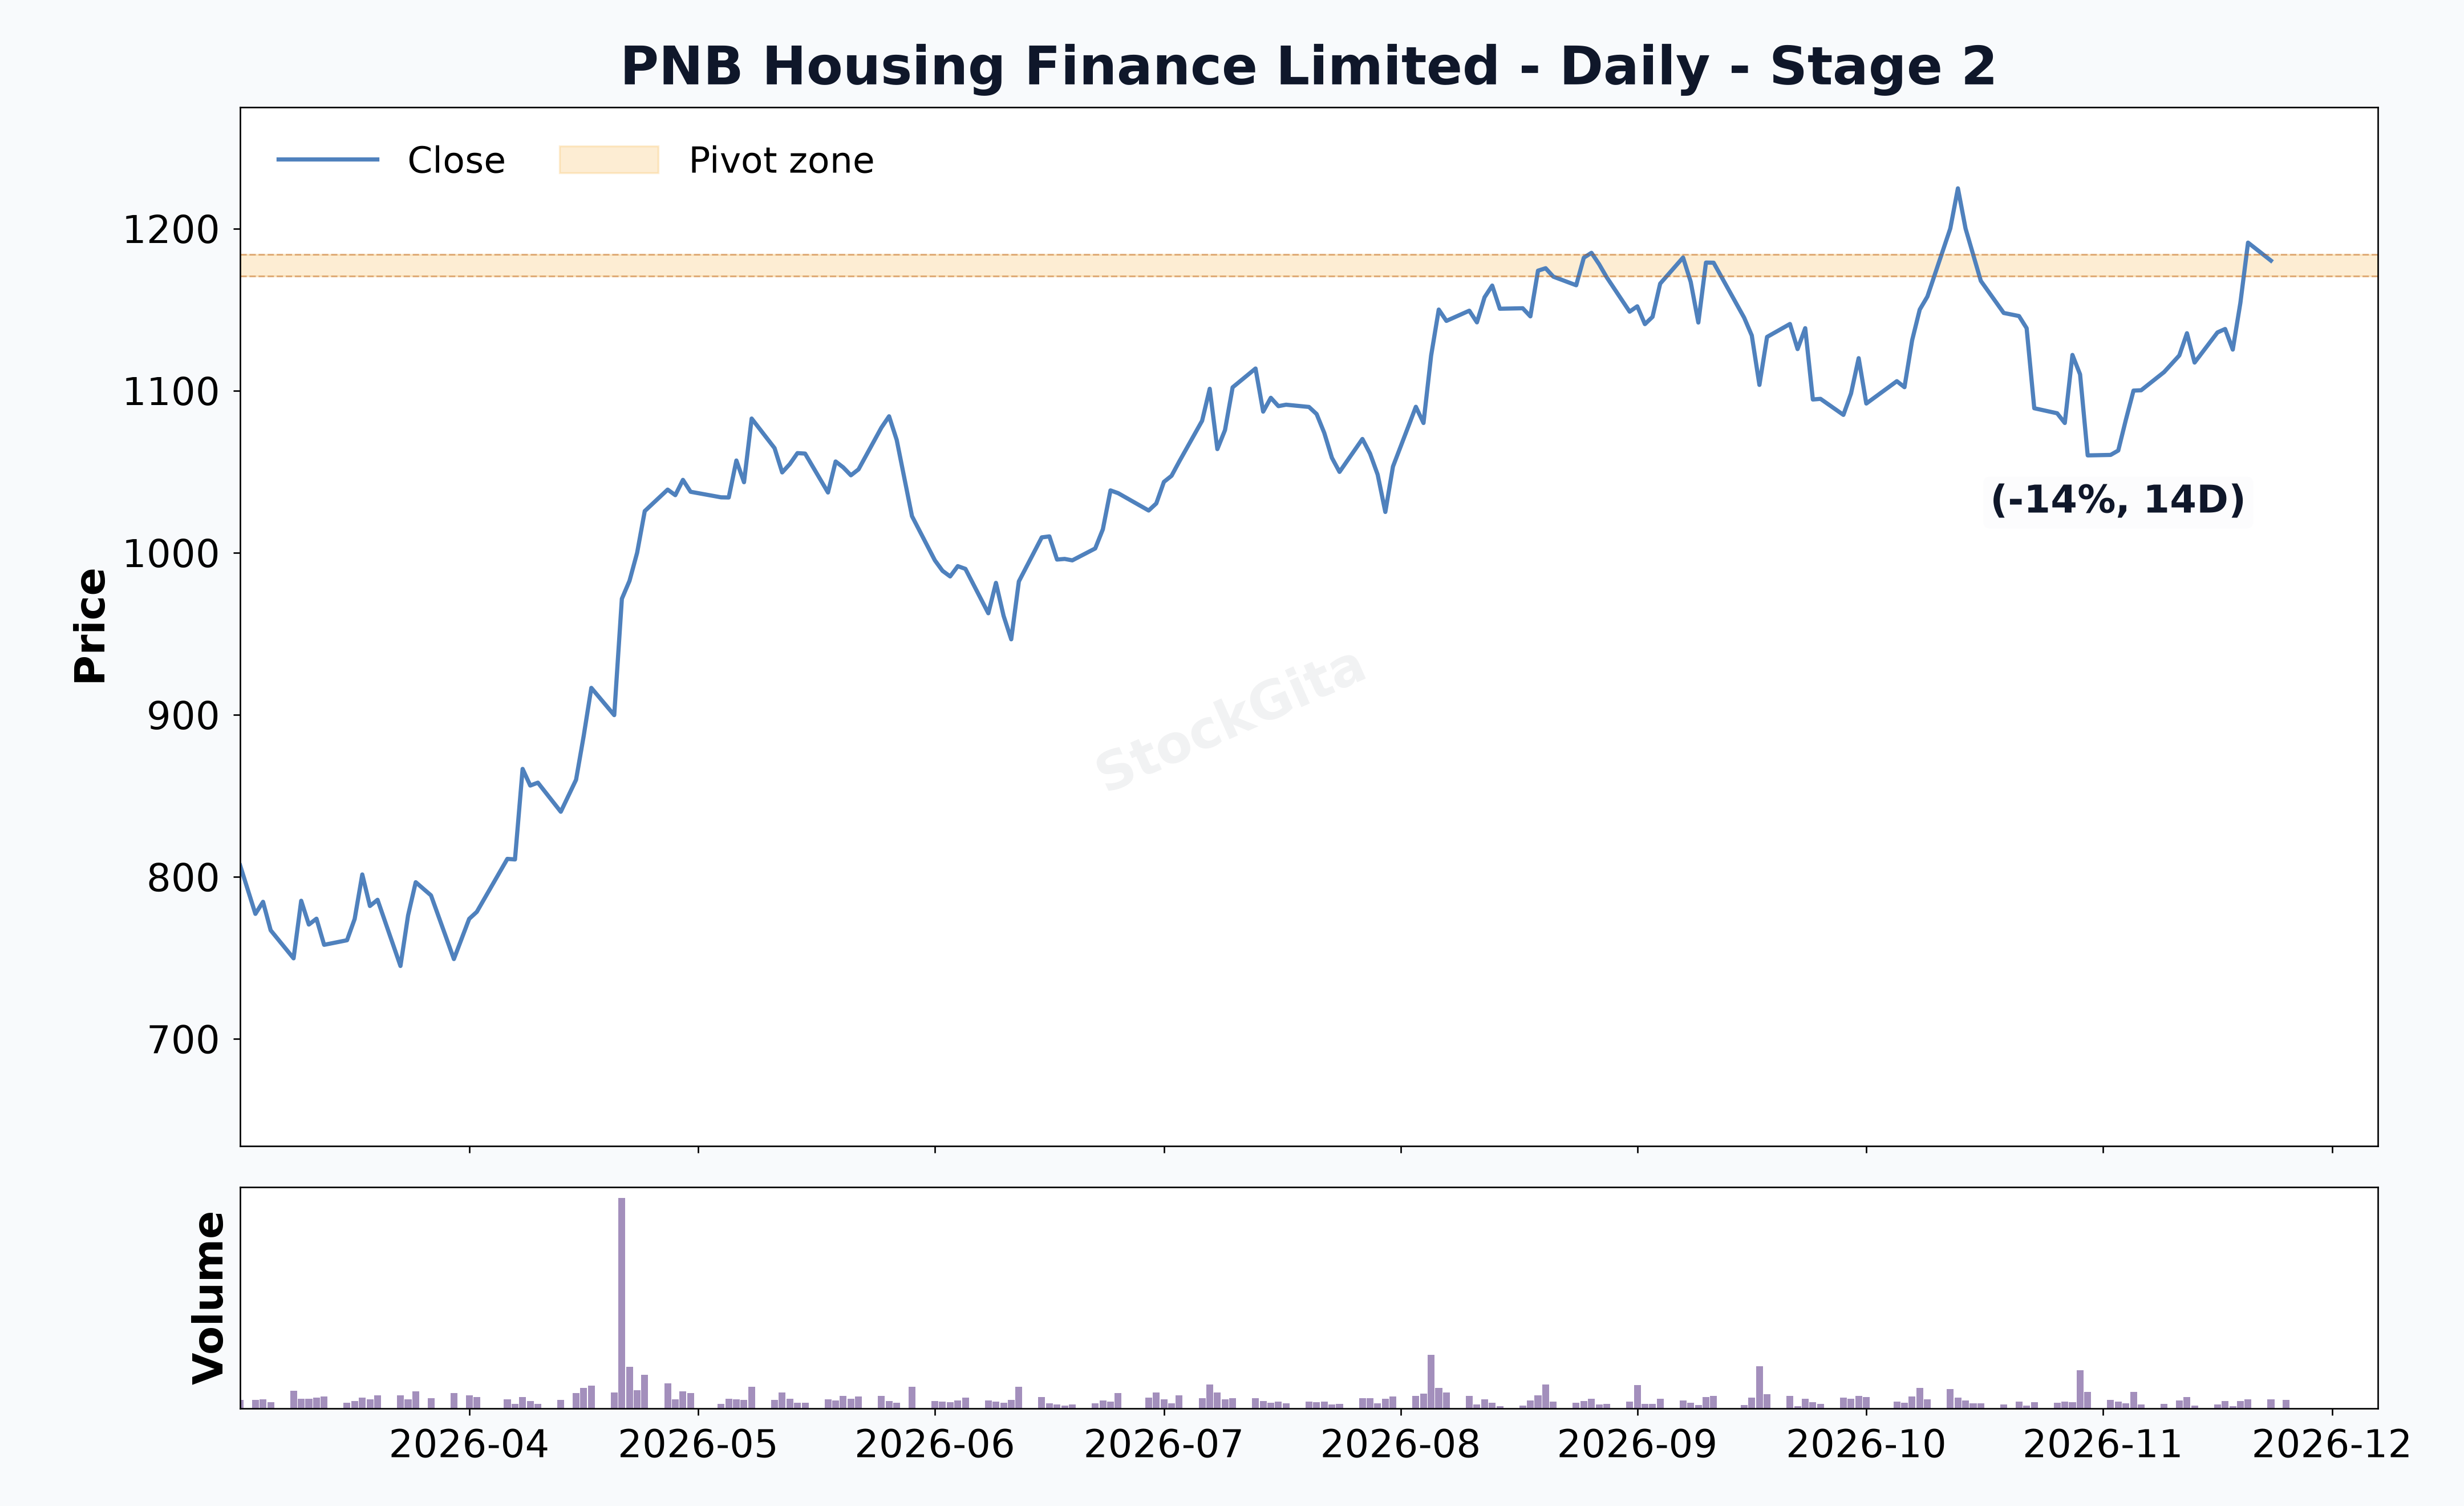 PNB Housing Finance Limited - Daily - Stage 2
Close
Pivot zone
1200
1100
1000
900
800
700
Price
(-14%, 14D)
StockGita
Volume
2026-04
2026-05
2026-06
2026-07
2026-08
2026-09
2026-10
2026-11
2026-12